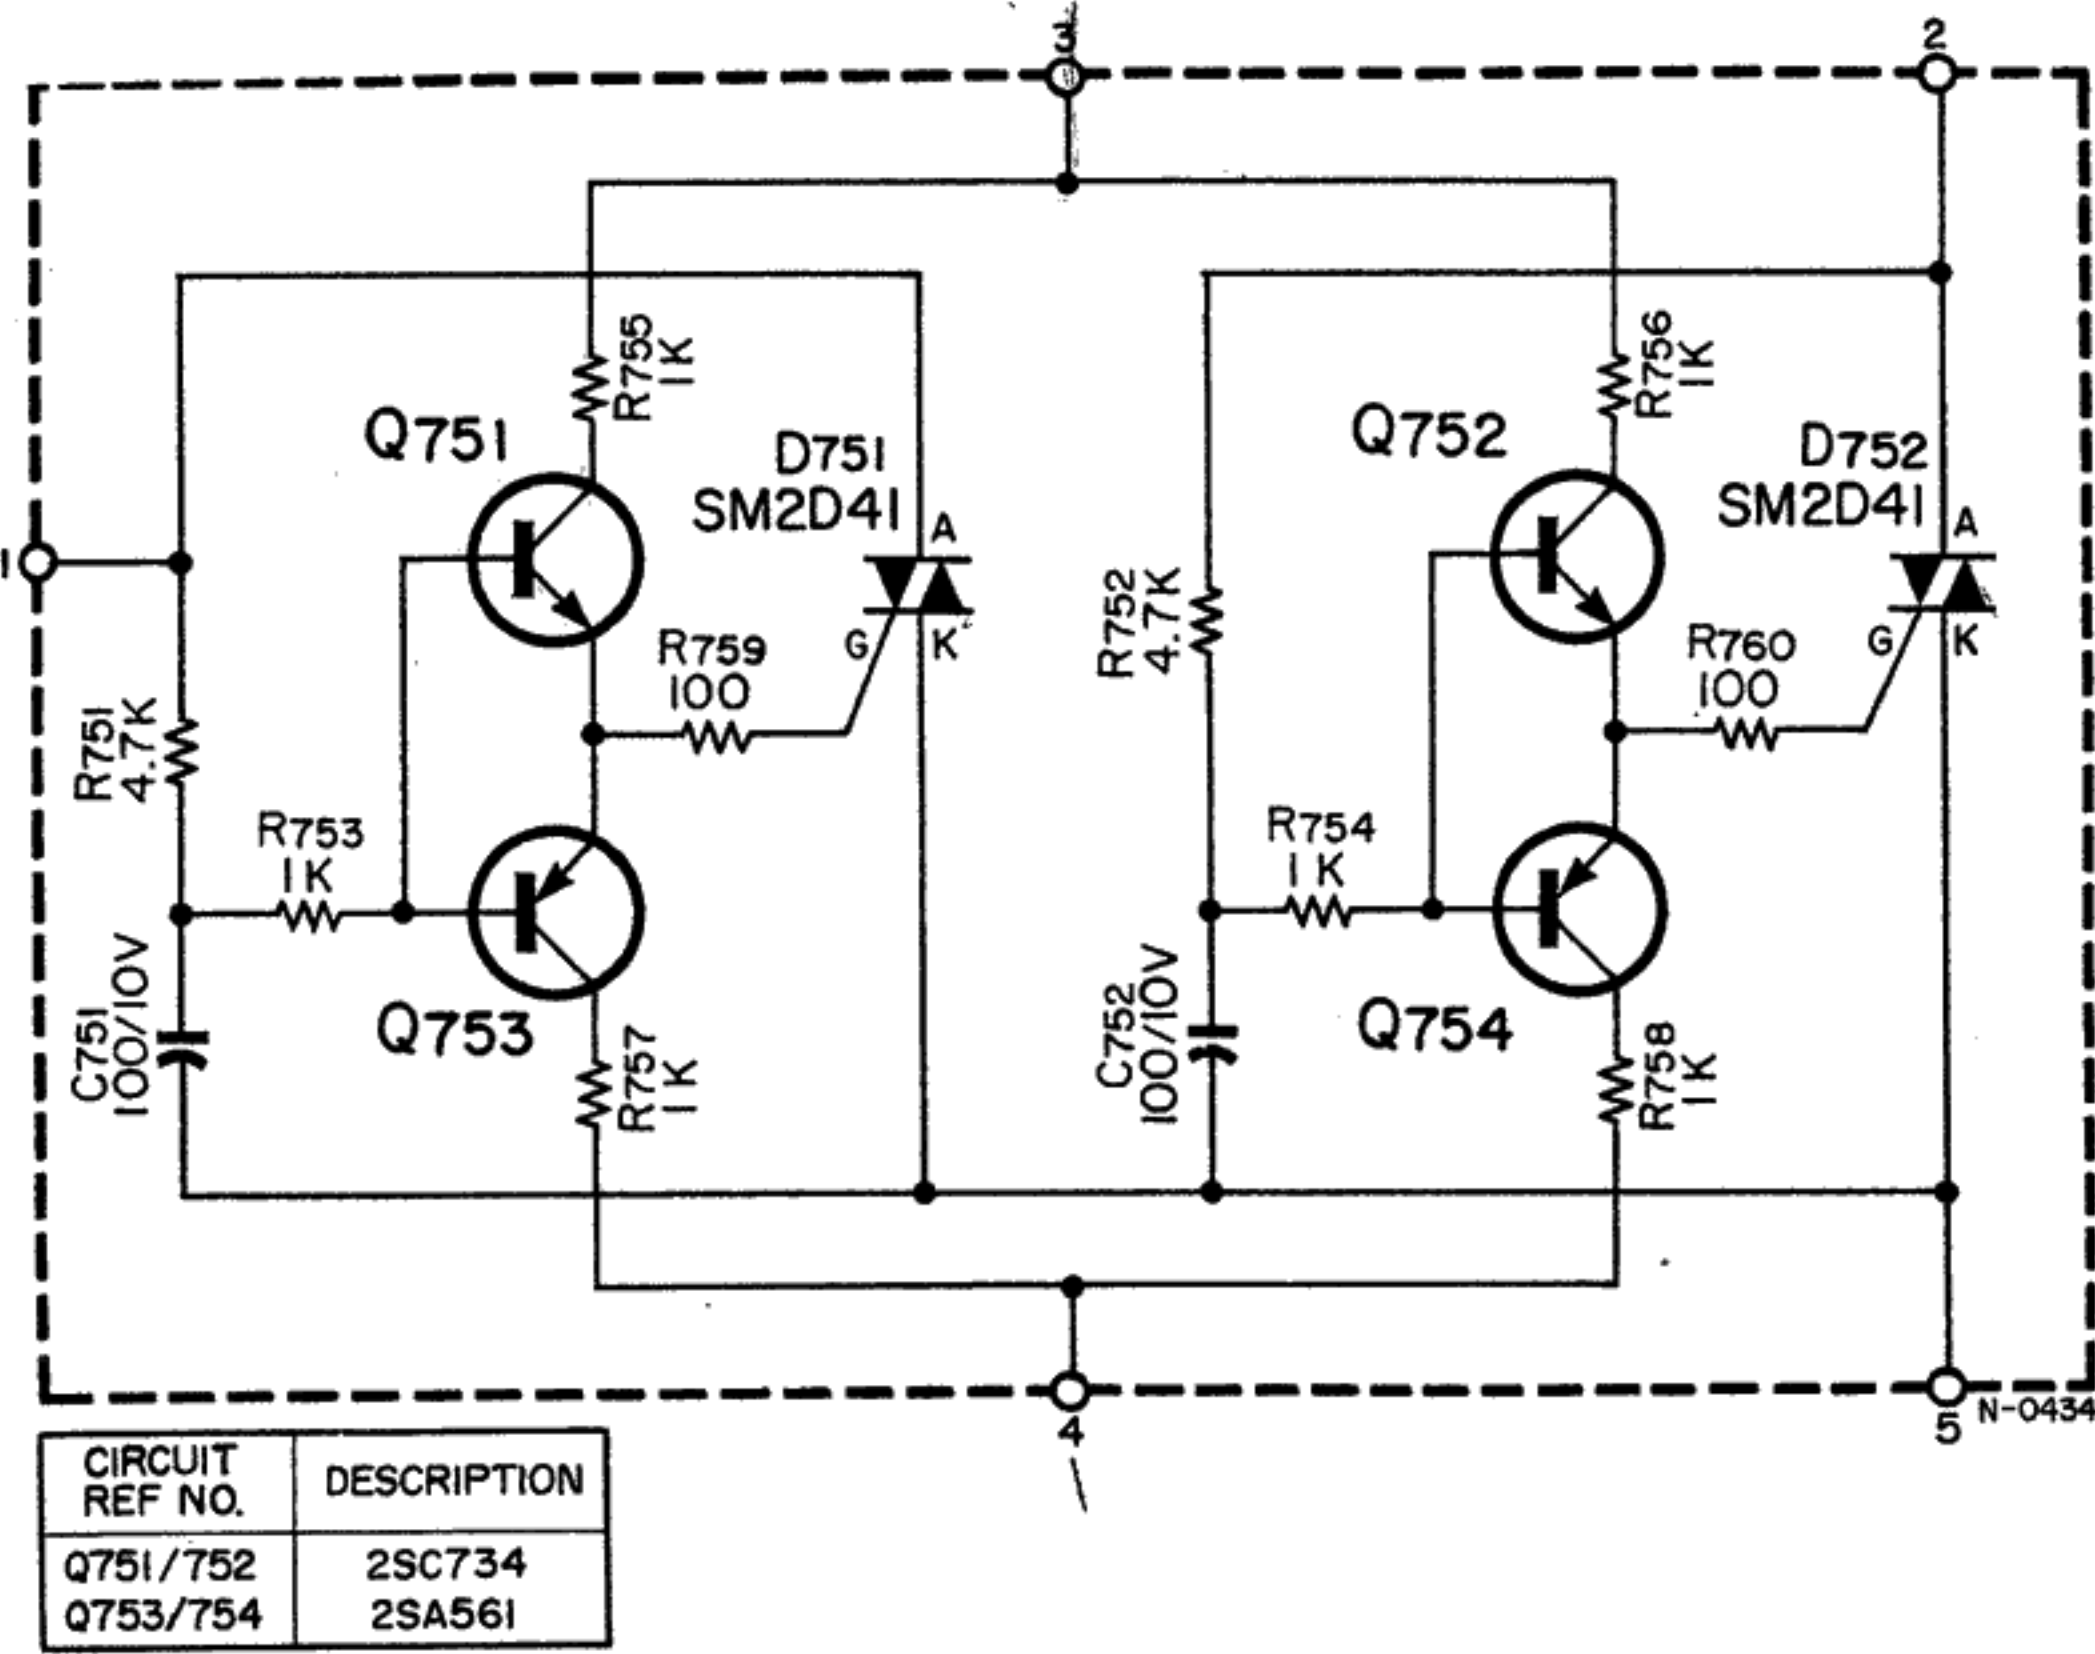 3
2
R755
1K
R756
1K
Q751
Q752
D751
SM2D41
D752
SM2D41
A
A
1
G
K
G
K
R759
100
R752
4.7K
R760
100
R751
4.7K
R753
1K
R754
1K
C751
100/10V
Q753
R757
1K
C752
100/10V
Q754
R758
1K
4
5
N-0434
CIRCUIT
REF NO.
DESCRIPTION
Q751/752
2SC734
Q753/754
2SA561